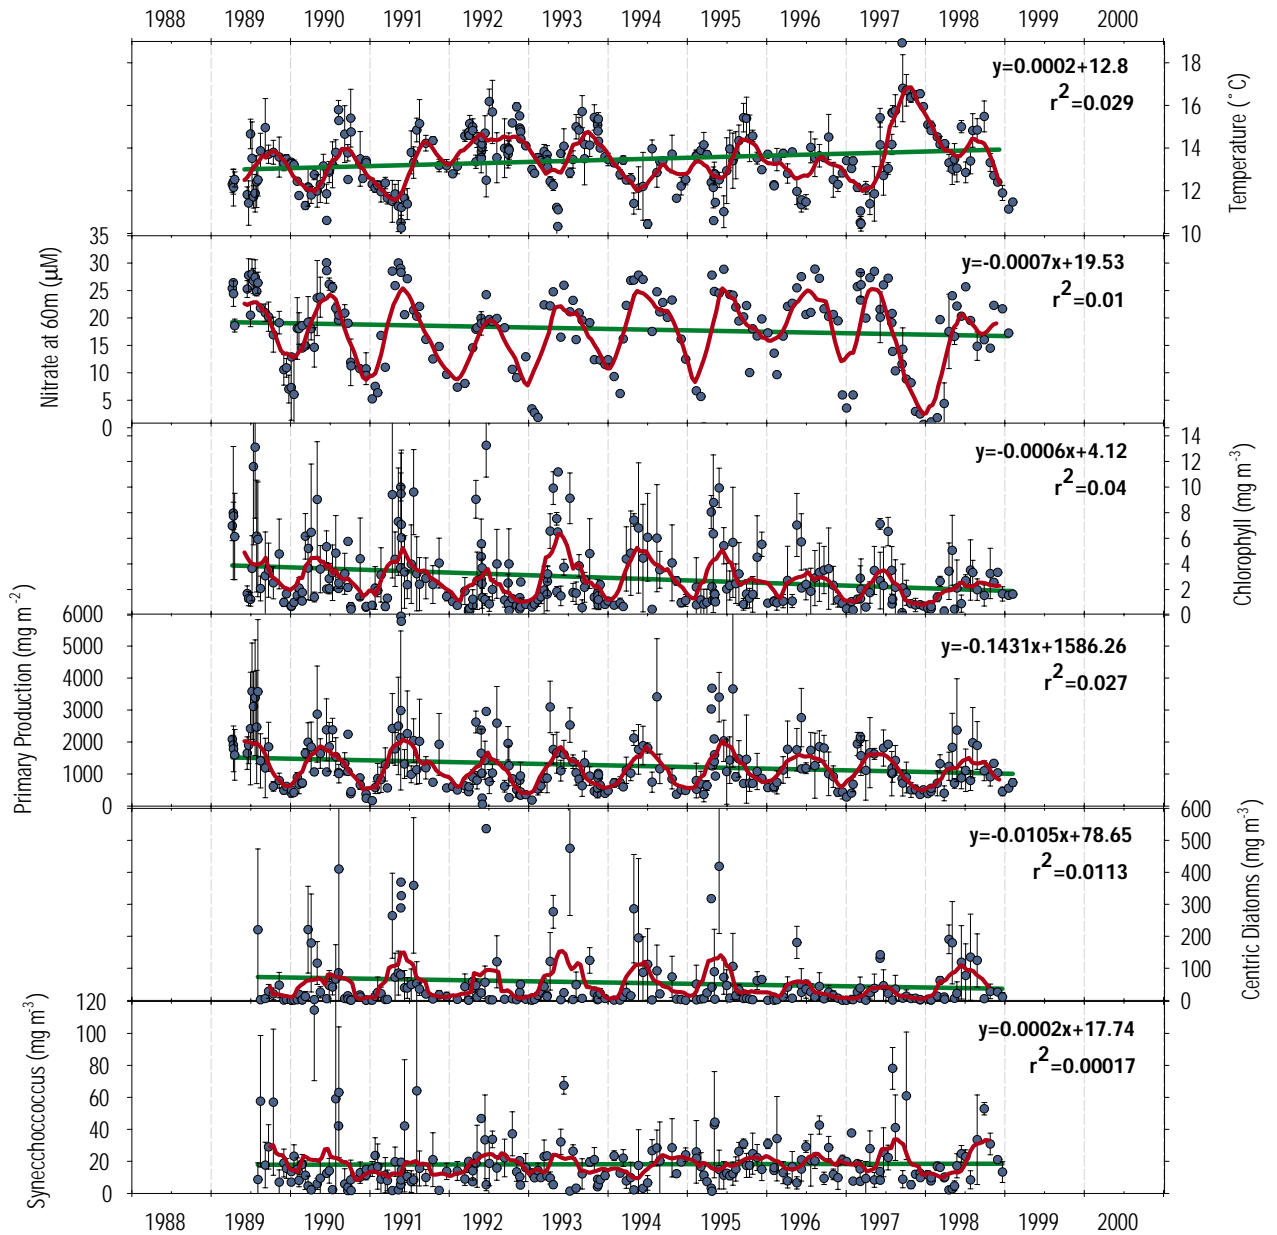 1988 1989 1990 1991 1992 1993 1994 1995 1996 1997 1998 1999 2000
y=0.0002+12.8
r2=0.029
18
16
14
12
10
Temperature (°C)
35
30
25
20
15
10
5
0
Nitrate at 60m (µM)
y=-0.0007x+19.53
r2=0.01
y=-0.0006x+4.12
r2=0.04
14
12
10
8
6
4
2
0
Chlorophyll (mg m-3)
6000
5000
4000
3000
2000
1000
0
Primary Production (mg m-2)
y=-0.1431x+1586.26
r2=0.027
y=-0.0105x+78.65
r2=0.0113
600
500
400
300
200
100
0
Centric Diatoms (mg m-3)
120
100
80
60
40
20
0
Synecchoccoccus (mg m-3)
y=0.0002x+17.74
r2=0.00017
1988 1989 1990 1991 1992 1993 1994 1995 1996 1997 1998 1999 2000